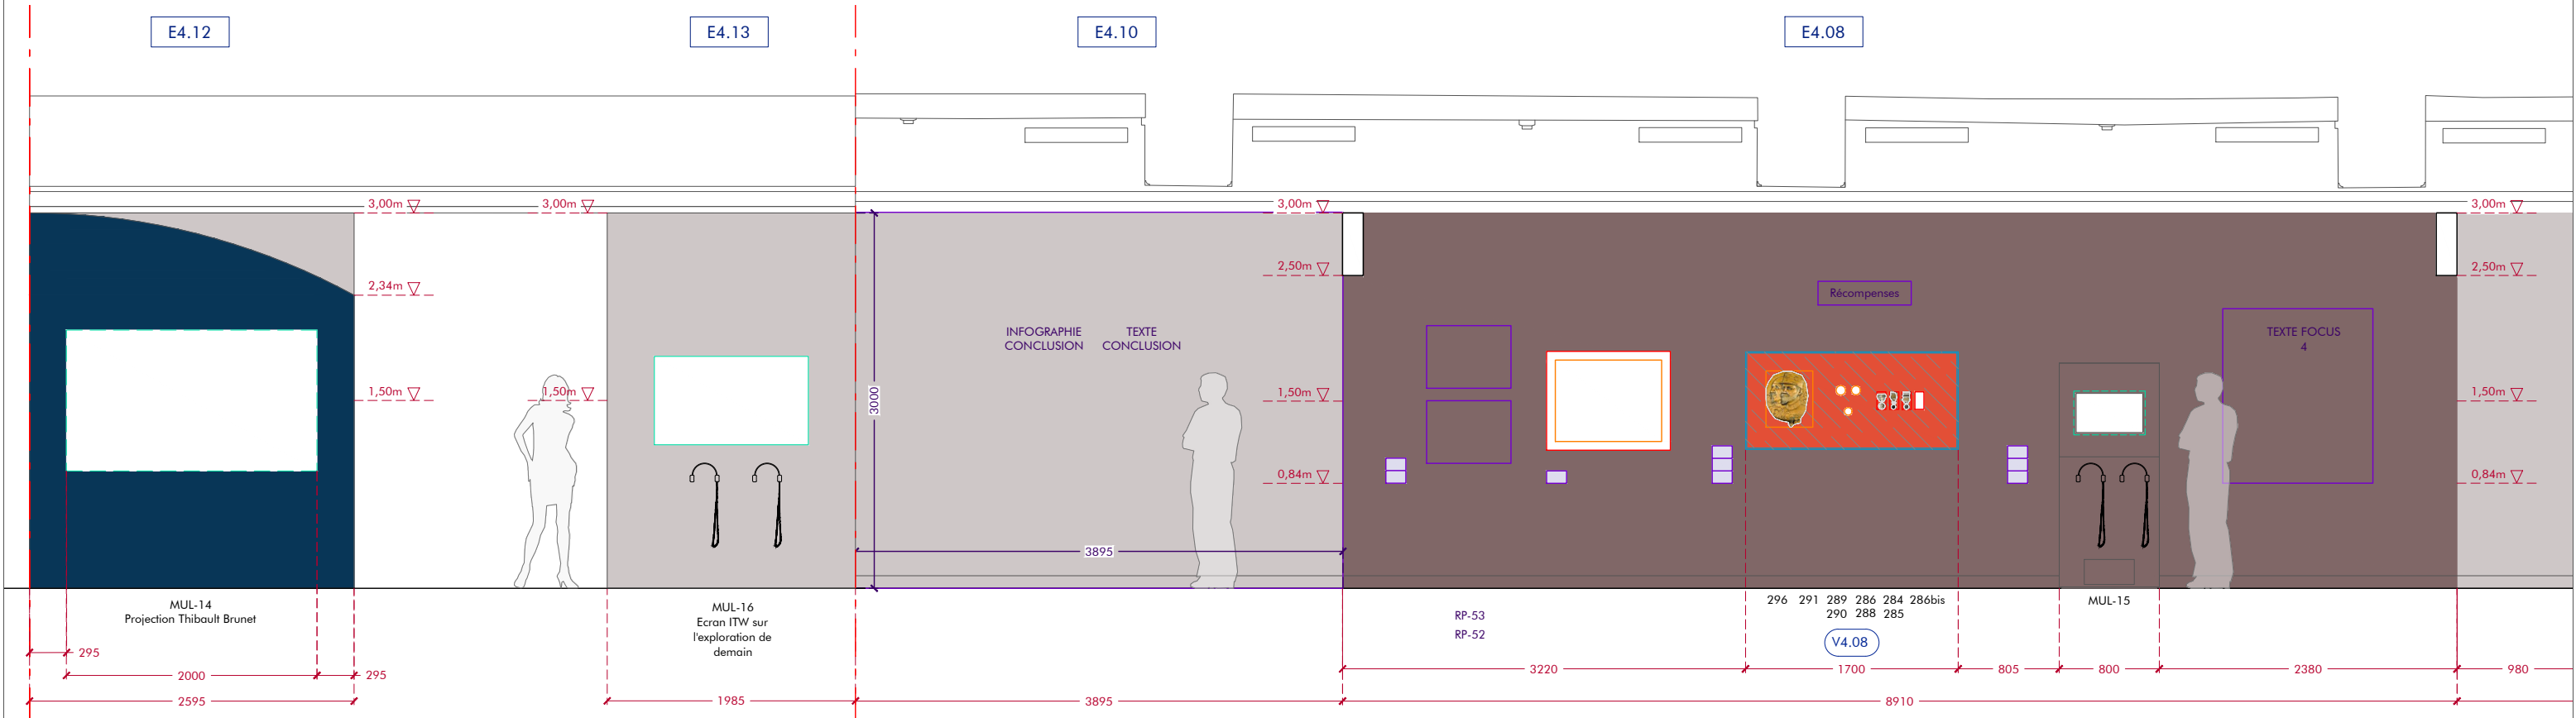 E4.12
E4.13
E4.10
E4.08
3,00m
3,00m
3,00m
3,00m
2,50m
2,50m
2,34m
Récompenses
INFOGRAPHIE
CONCLUSION
TEXTE
CONCLUSION
TEXTE FOCUS
4
1,50m
1,50m
1,50m
1,50m
3000
0,84m
0,84m
3895
MUL-14
Projection Thibault Brunet
MUL-16
Ecran ITW sur
l'exploration de
demain
RP-53
RP-52
296 291 289 286 284 286bis
290 288 285
V4.08
MUL-15
295
2000
295
3220
1700
805
800
2380
980
2595
1985
3895
8910